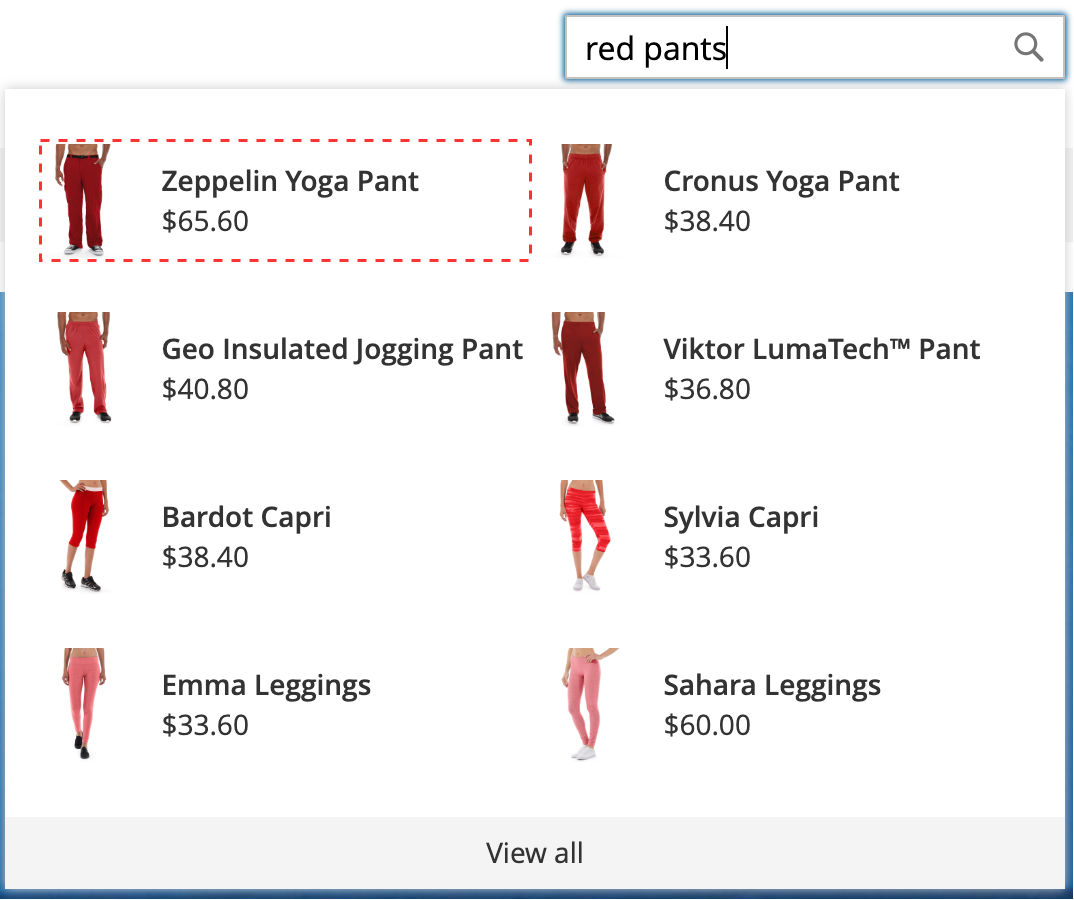 red pants
Zeppelin Yoga Pant
$65.60
Cronus Yoga Pant
$38.40
Geo Insulated Jogging Pant
$40.80
Viktor LumaTech™ Pant
$36.80
Bardot Capri
$38.40
Sylvia Capri
$33.60
Emma Leggings
$33.60
Sahara Leggings
$60.00
View all